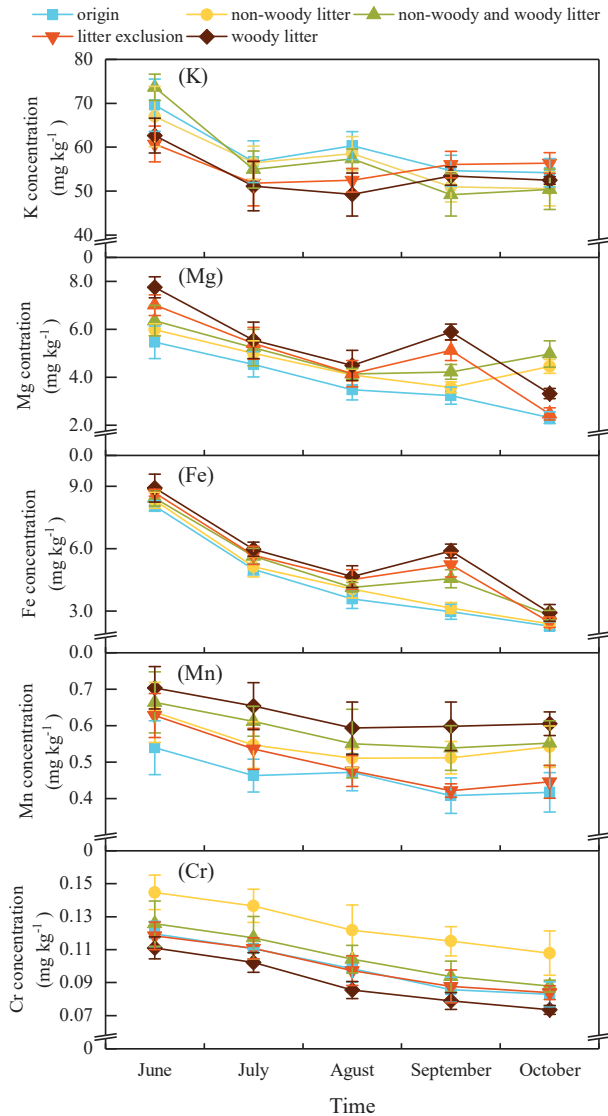 origin non-woody litter non-woody and woody litter
litter exclusion woody litter
(K)
K concentration
(mg kg⁻¹ )
80
70
60
50
40
0
(Mg)
Mg contration
(mg kg⁻¹ )
8.0
6.0
4.0
2.0
0.0
(Fe)
Fe concentration
(mg kg⁻¹ )
9.0
6.0
3.0
0.0
(Mn)
Mn concentration
(mg kg⁻¹ )
0.7
0.6
0.5
0.4
0
(Cr)
Cr concentration
(mg kg⁻¹ )
0.15
0.13
0.11
0.09
0.07
0
June July Agust September October
Time